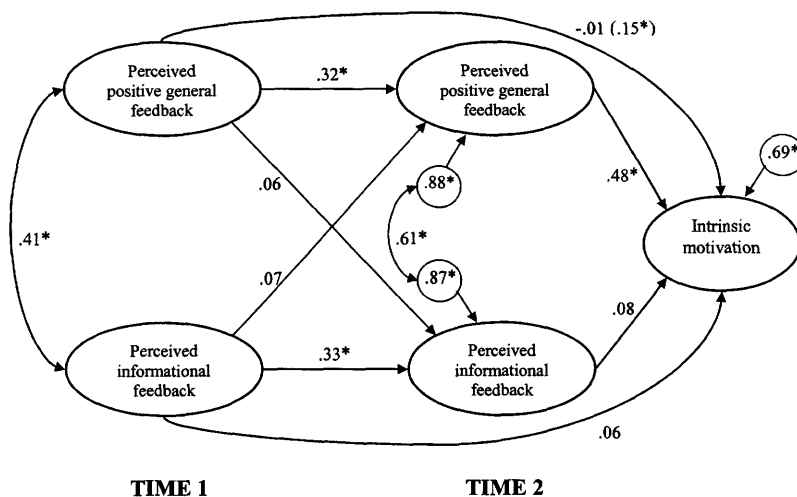 -.01 (.15*)
Perceived
positive general
feedback
.32*
Perceived
positive general
feedback
.69*
.06
.88*
.48*
.41*
.61*
Intrinsic
motivation
.07
.87*
.08
Perceived
informational
feedback
.33*
Perceived
informational
feedback
.06
TIME 1
TIME 2